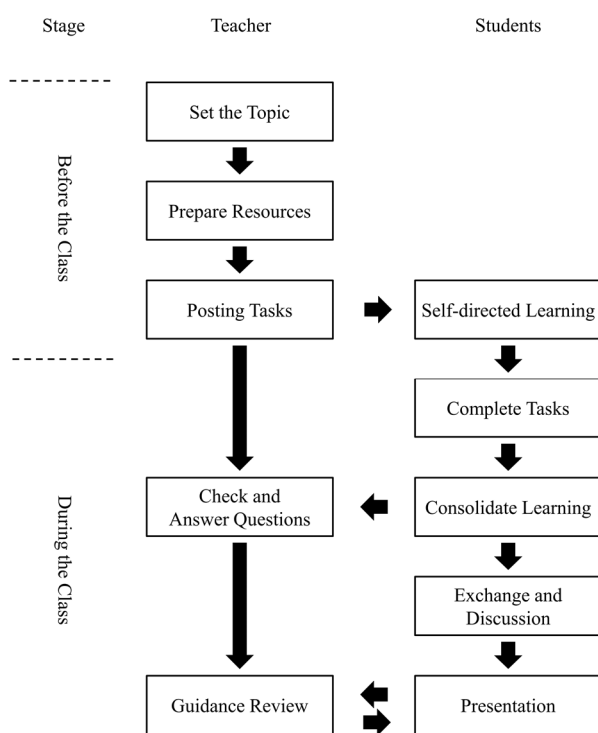 Stage Teacher Students
Set the Topic
Before the Class
Prepare Resources
Posting Tasks Self-directed Learning
Complete Tasks
Check and
Answer Questions
Consolidate Learning
During the Class
Exchange and
Discussion
Guidance Review Presentation